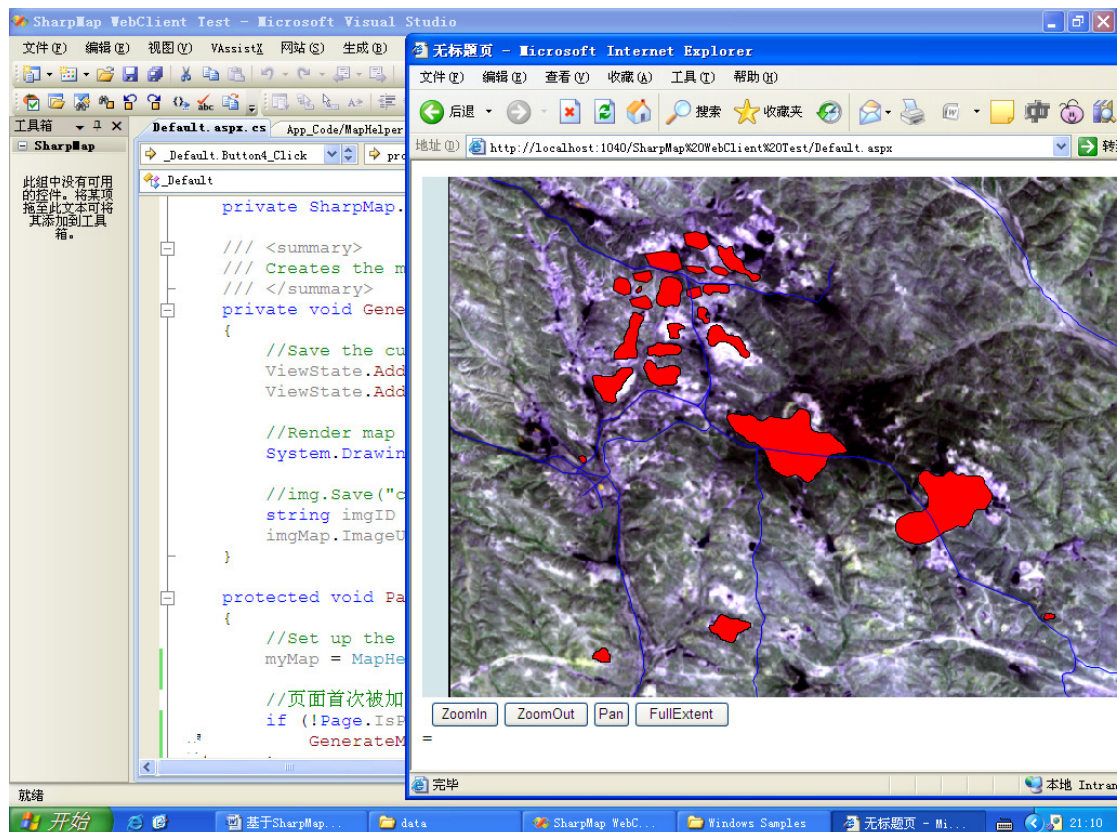 SharpMap WebClient Test - Microsoft Visual Studio
文件(F) 编辑(E) 视图(V) VAssistX 网站(S) 生成(B)
工具箱
SharpMap
此组中没有可用
的控件。将某项
拖至此文本可将
其添加到工具
箱。
Default.aspx.cs App_Code/MapHelper
_Default.Button4_Click pro
_Default
private SharpMap.
/// <summary>
/// Creates the m
/// </summary>
private void Gene
{
//Save the cu
ViewState.Add
ViewState.Add
//Render map
System.Drawin
//img.Save("c
string imgID
imgMap.ImageU
}
protected void Pa
{
//Set up the
myMap = MapHe
//页面首次被加
if (!Page.IsP
GenerateM
就绪
无标题页 - Microsoft Internet Explorer
文件(F) 编辑(E) 查看(V) 收藏(A) 工具(T) 帮助(H)
后退 搜索 收藏夹
地址(D) http://localhost:1040/SharpMap%20WebClient%20Test/Default.aspx 转到
ZoomIn ZoomOut Pan FullExtent
=
完毕 本地 Intran
开始 基于SharpMap... data SharpMap WebC... Windows Samples 无标题页 - Mi... 21:10